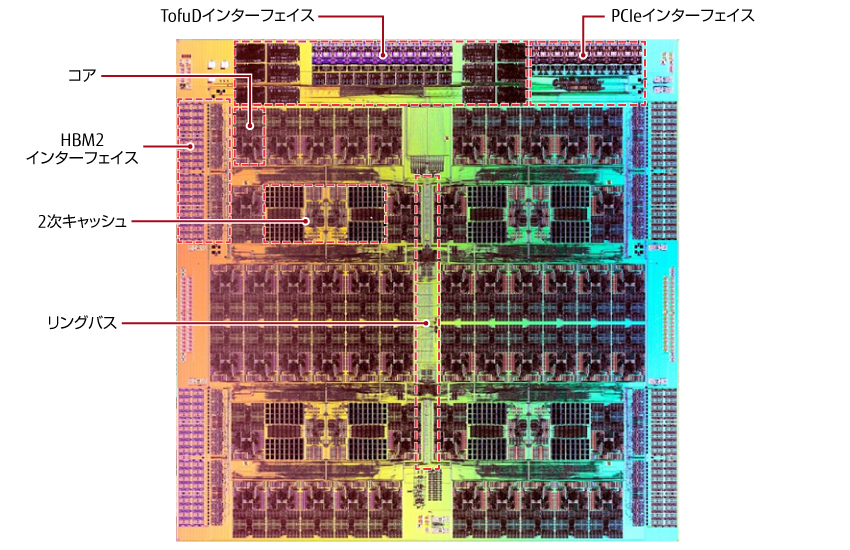 TofuDインターフェイス
PCIeインターフェイス
コア
HBM2
インターフェイス
2次キャッシュ
リングバス